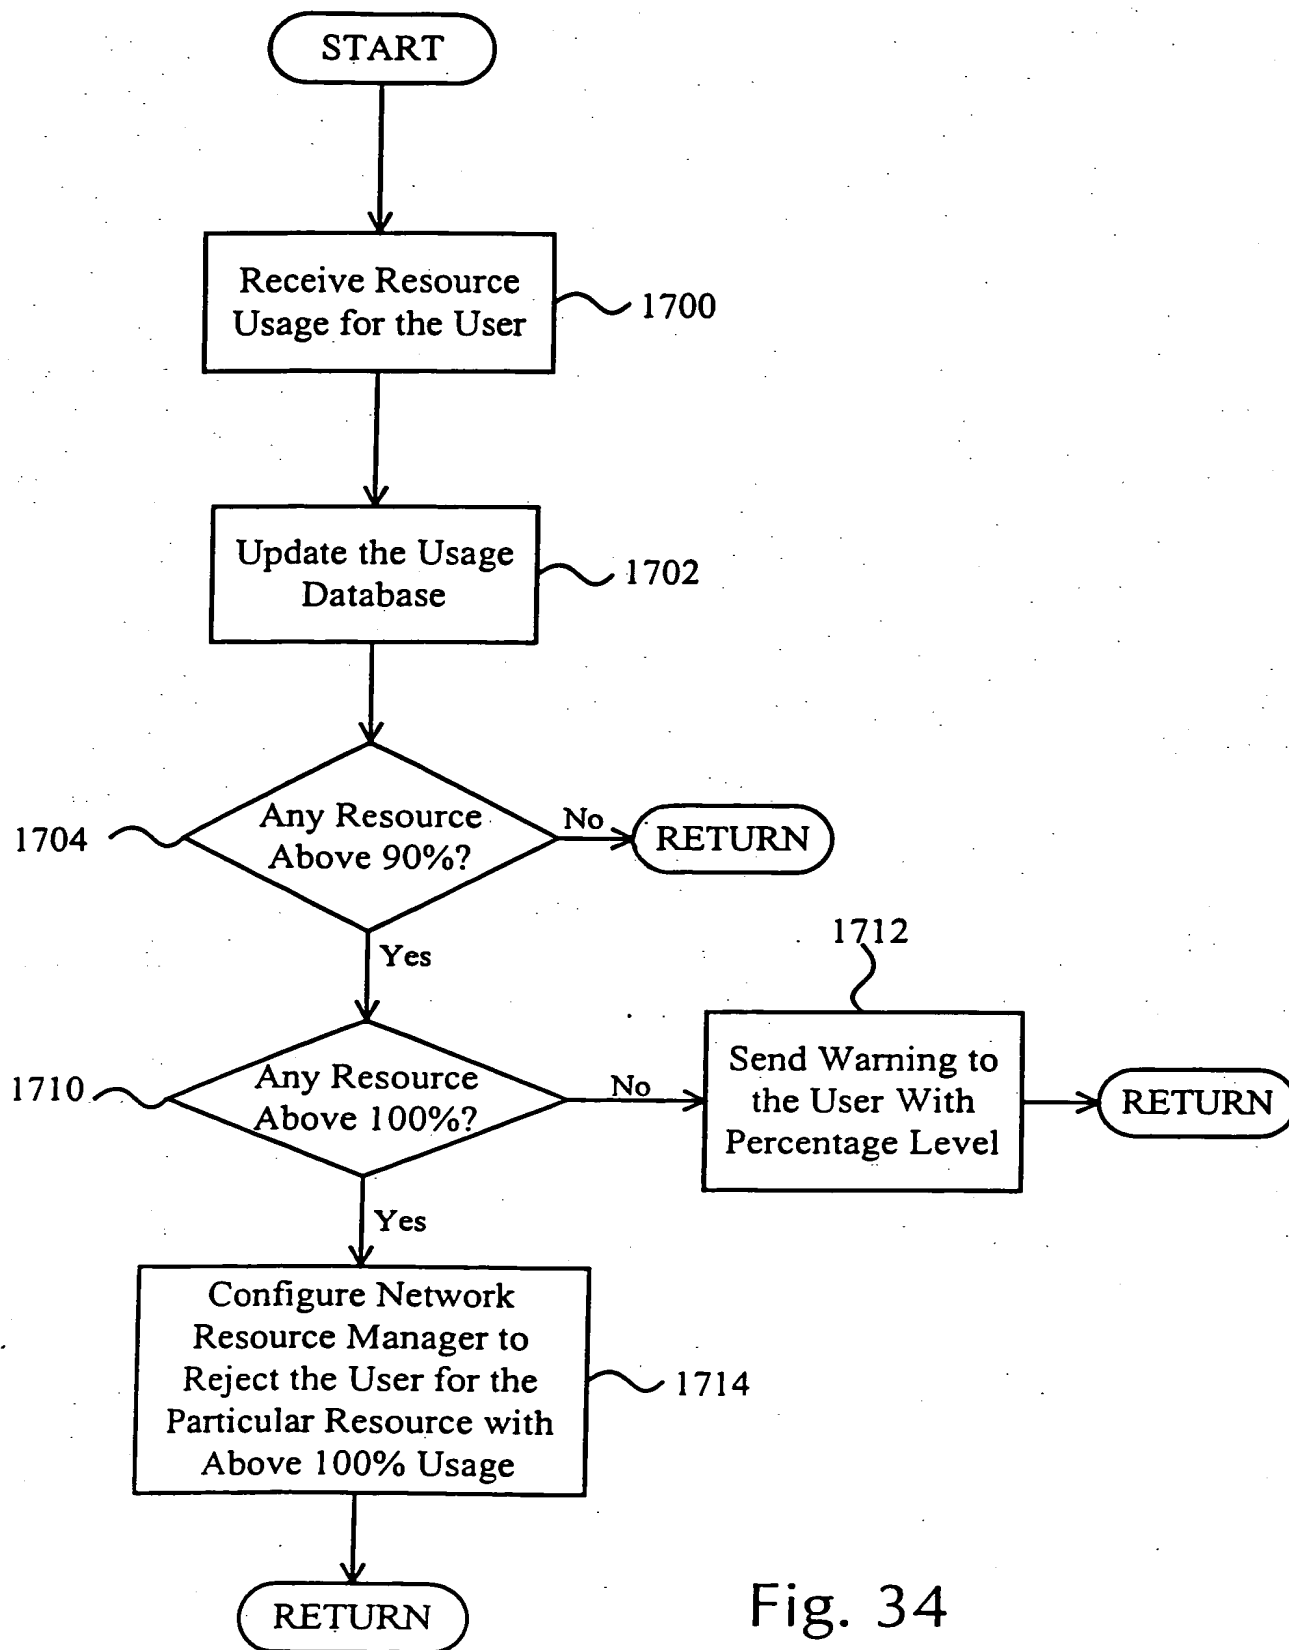 START
Receive Resource
Usage for the User
1700
Update the Usage
Database
1702
Any Resource
Above 90%?
1704
No
RETURN
Yes
Any Resource
Above 100%?
1710
No
1712
Send Warning to
the User With
Percentage Level
RETURN
Yes
Configure Network
Resource Manager to
Reject the User for the
Particular Resource with
Above 100% Usage
1714
RETURN
Fig. 34